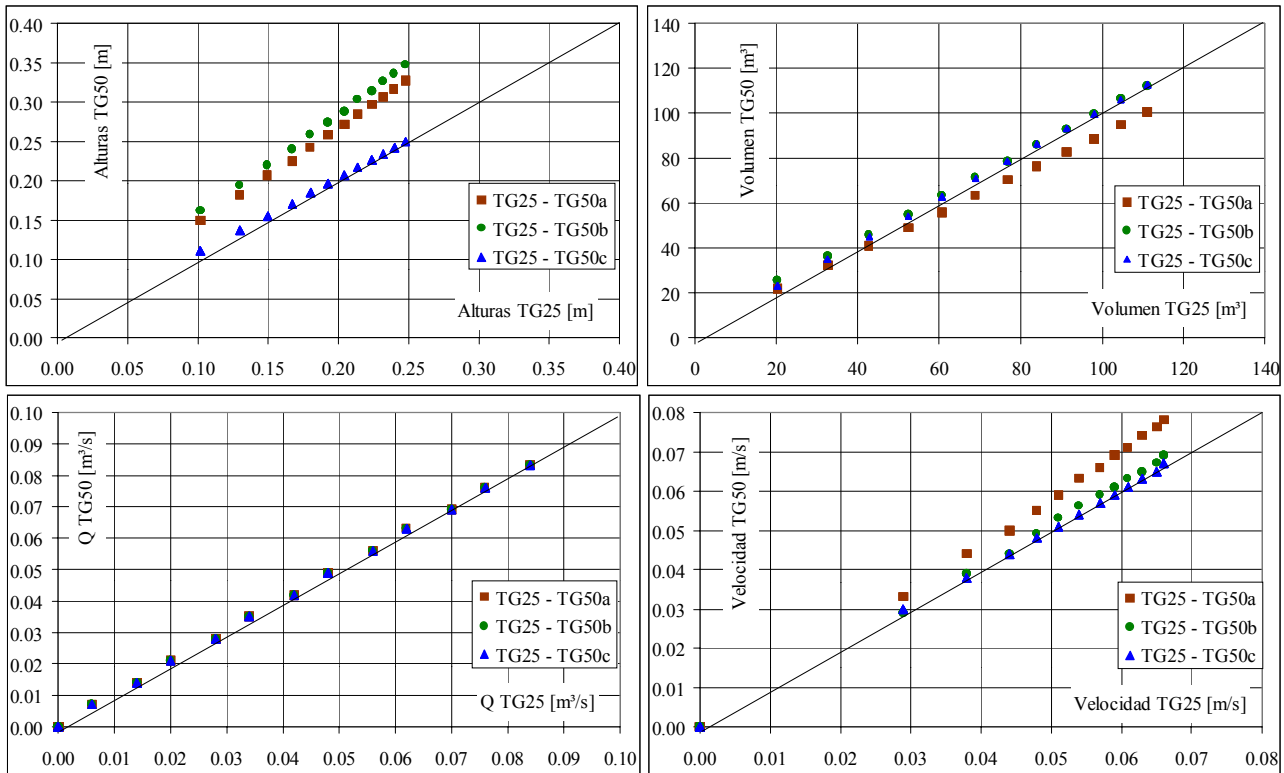 0.40
0.35
0.30
0.25
0.20
0.15
0.10
0.05
0.00
Alturas TG50 [m]
TG25 - TG50a
TG25 - TG50b
TG25 - TG50c
Alturas TG25 [m]
0.00 0.05 0.10 0.15 0.20 0.25 0.30 0.35 0.40
140
120
100
80
60
40
20
0
Volumen TG50 [m³]
TG25 - TG50a
TG25 - TG50b
TG25 - TG50c
Volumen TG25 [m³]
0 20 40 60 80 100 120 140
0.10
0.09
0.08
0.07
0.06
0.05
0.04
0.03
0.02
0.01
0.00
Q TG50 [m³/s]
TG25 - TG50a
TG25 - TG50b
TG25 - TG50c
Q TG25 [m³/s]
0.00 0.01 0.02 0.03 0.04 0.05 0.06 0.07 0.08 0.09 0.10
0.08
0.07
0.06
0.05
0.04
0.03
0.02
0.01
0.00
Velocidad TG50 [m/s]
TG25 - TG50a
TG25 - TG50b
TG25 - TG50c
Velocidad TG25 [m/s]
0.00 0.01 0.02 0.03 0.04 0.05 0.06 0.07 0.08